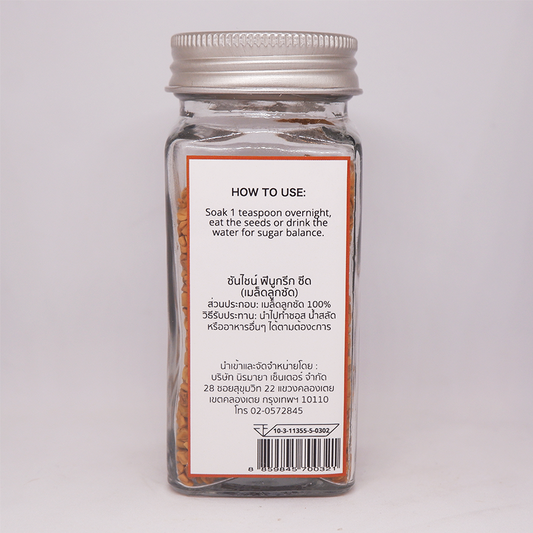 HOW TO USE:
Soak 1 teaspoon overnight,
eat the seeds or drink the
water for sugar balance.
ซันไชน์ ฟีนูกรีก ซีด
(เมล็ดลูกซัด)
ส่วนประกอบ: เมล็ดลูกซัด 100%
วิธีรับประทาน: นำไปทำซอส น้ำสลัด
หรืออาหารอื่นๆ ได้ตามต้องcการ
นำเข้าและจัดจำหน่ายโดย :
บริษัท นิรมายา เซ็นเตอร์ จำกัด
28 ซอยสุขุมวิท 22 แขวงคลองเตย
เขตคลองเตย กรุงเทพฯ 10110
โทร 02-0572845
10-3-11355-5-0302
8 859845 700321